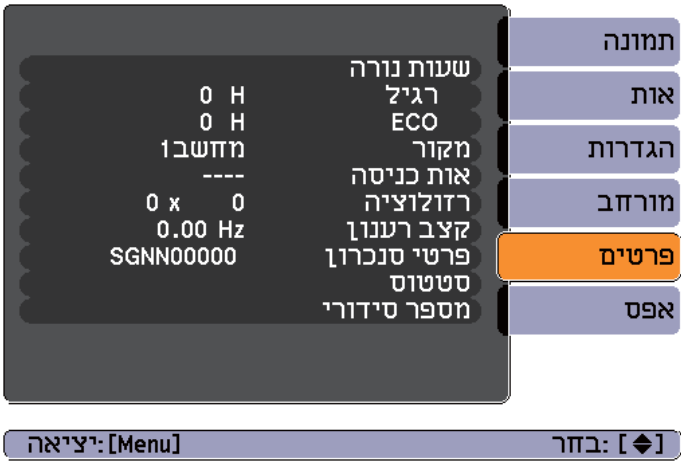 תמונה
אות
הגדרות
מורחב
פרטים
אפס
שעות נורה
רגיל 0 H
ECO 0 H
מקור מחשב1
אות כניסה ----
רזולוציה 0 x 0
קצב רענון 0.00 Hz
פרטי סנכרון SGNN00000
סטטוס
מספר סידורי
[♦] :בחר
[Menu]:יציאה